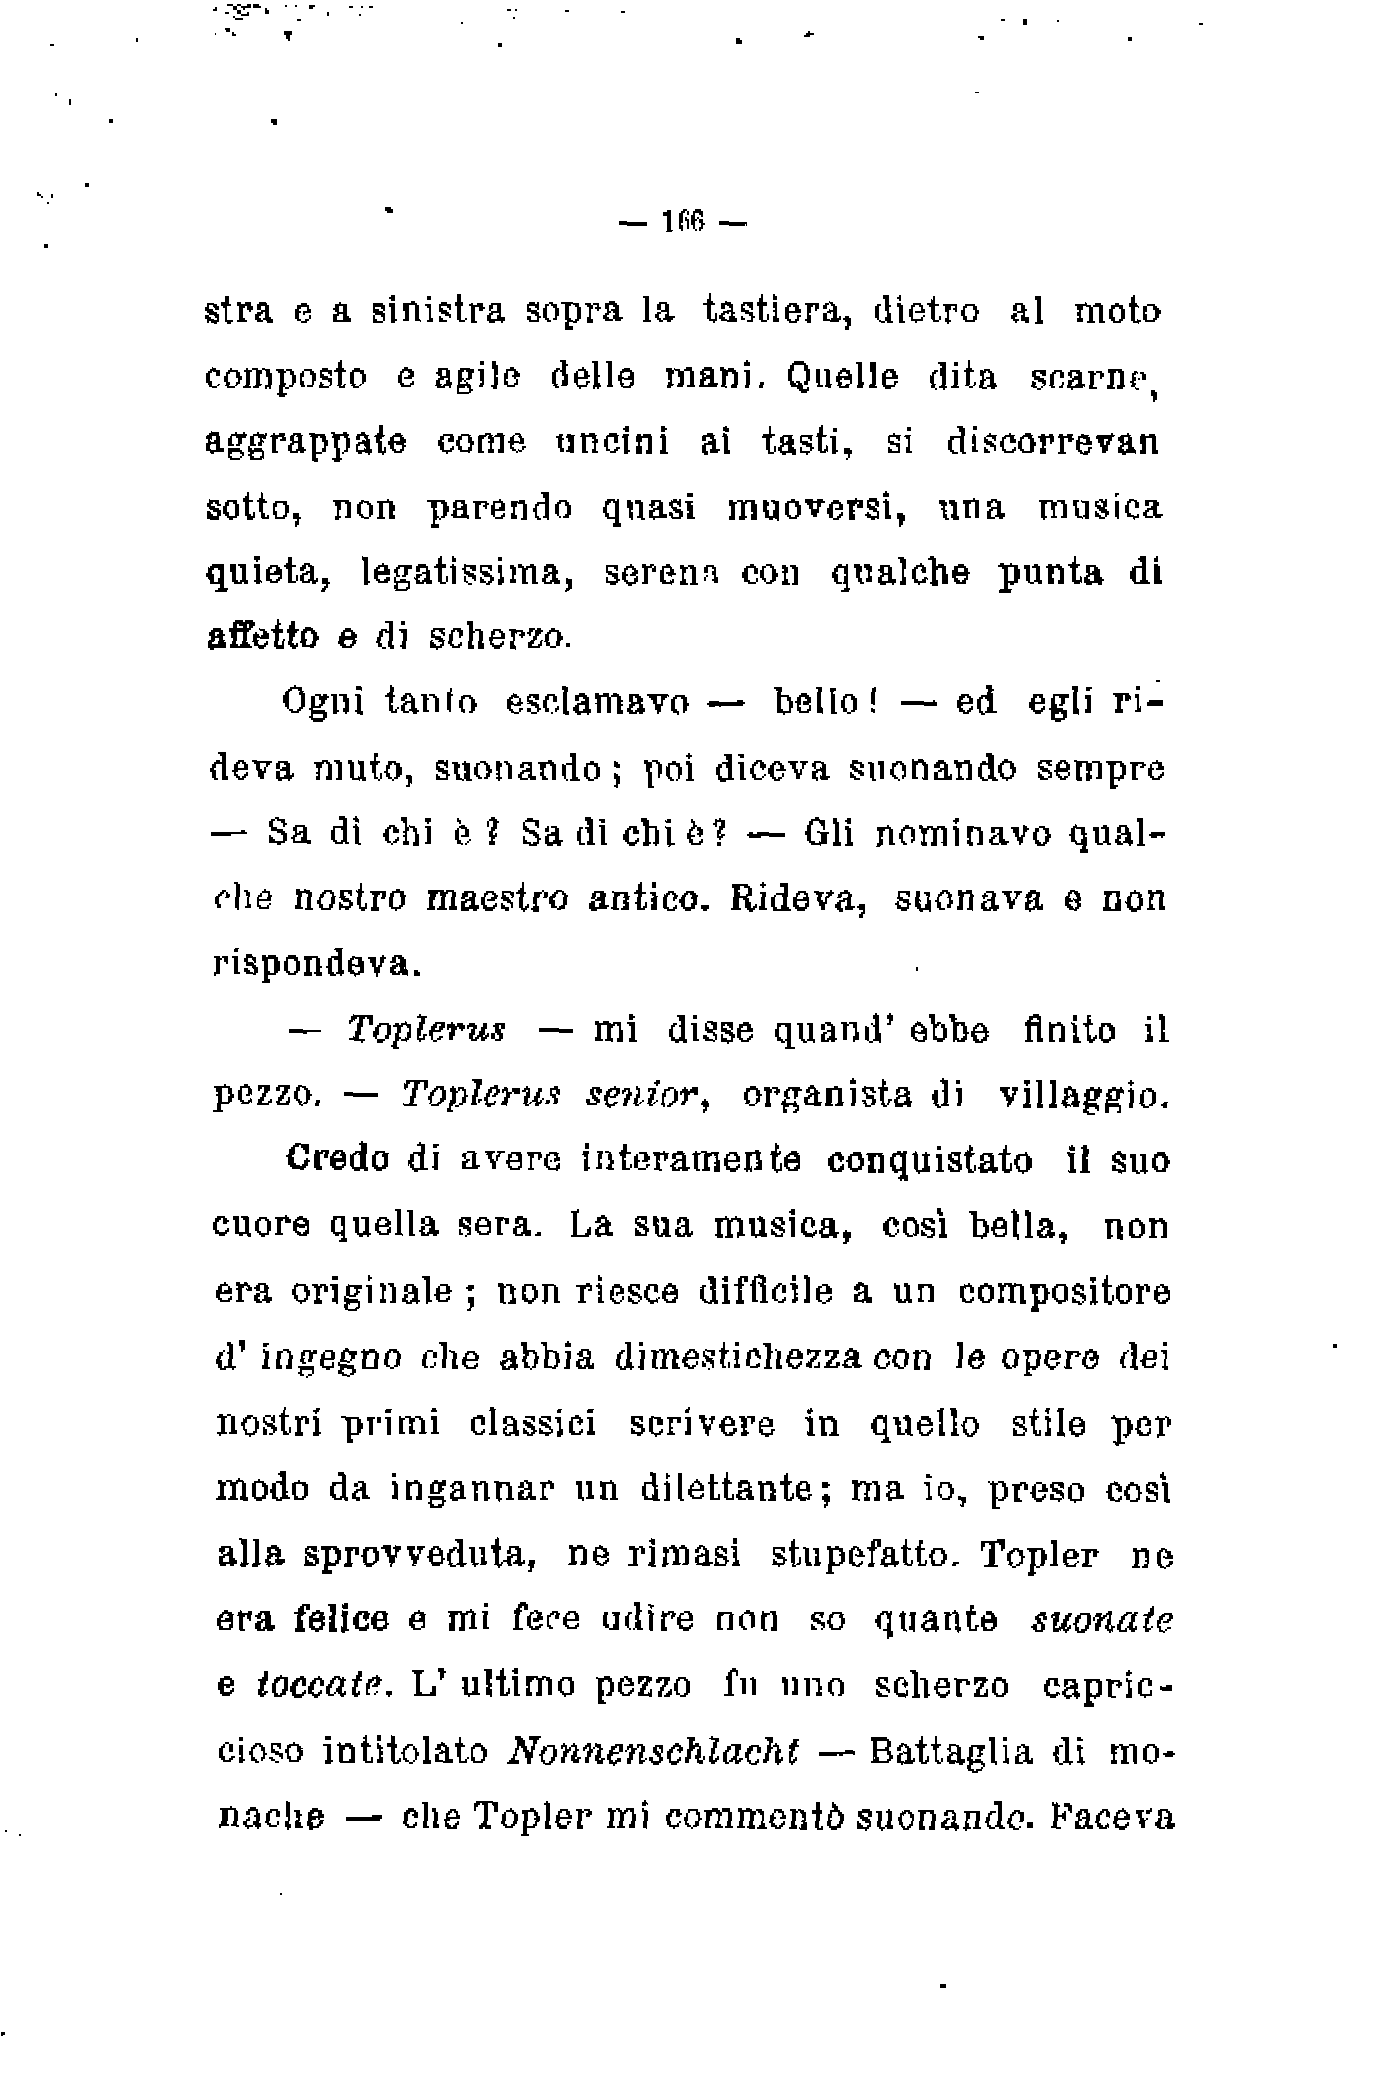 — 166 —
stra e a sinistra sopra la tastiera, dietro al moto
composto e agile delle mani. Quelle dita scarne,
aggrappate come uncini ai tasti, si discorrevan
sotto, non parendo quasi muoversi, una musica
quieta, legatissima, serena con qualche punta di
affetto e di scherzo.
Ogni tanto esclamavo — bello! — ed egli ri-
deva muto, suonando; poi diceva suonando sempre
— Sa di chi è? Sa di chi è? — Gli nominavo qual-
che nostro maestro antico. Rideva, suonava e non
rispondeva.
— Toplerus — mi disse quand' ebbe finito il
pezzo. — Toplerus senior, organista di villaggio.
Credo di avere interamente conquistato il suo
cuore quella sera. La sua musica, così bella, non
era originale; non riesce difficile a un compositore
d' ingegno che abbia dimestichezza con le opere dei
nostri primi classici scrivere in quello stile per
modo da ingannar un dilettante; ma io, preso così
alla sprovveduta, ne rimasi stupefatto. Topler ne
era felice e mi fece udire non so quante suonate
e toccate. L' ultimo pezzo fu uno scherzo capric-
cioso intitolato Nonnenschlacht — Battaglia di mo-
nache — che Topler mi commentò suonando. Faceva